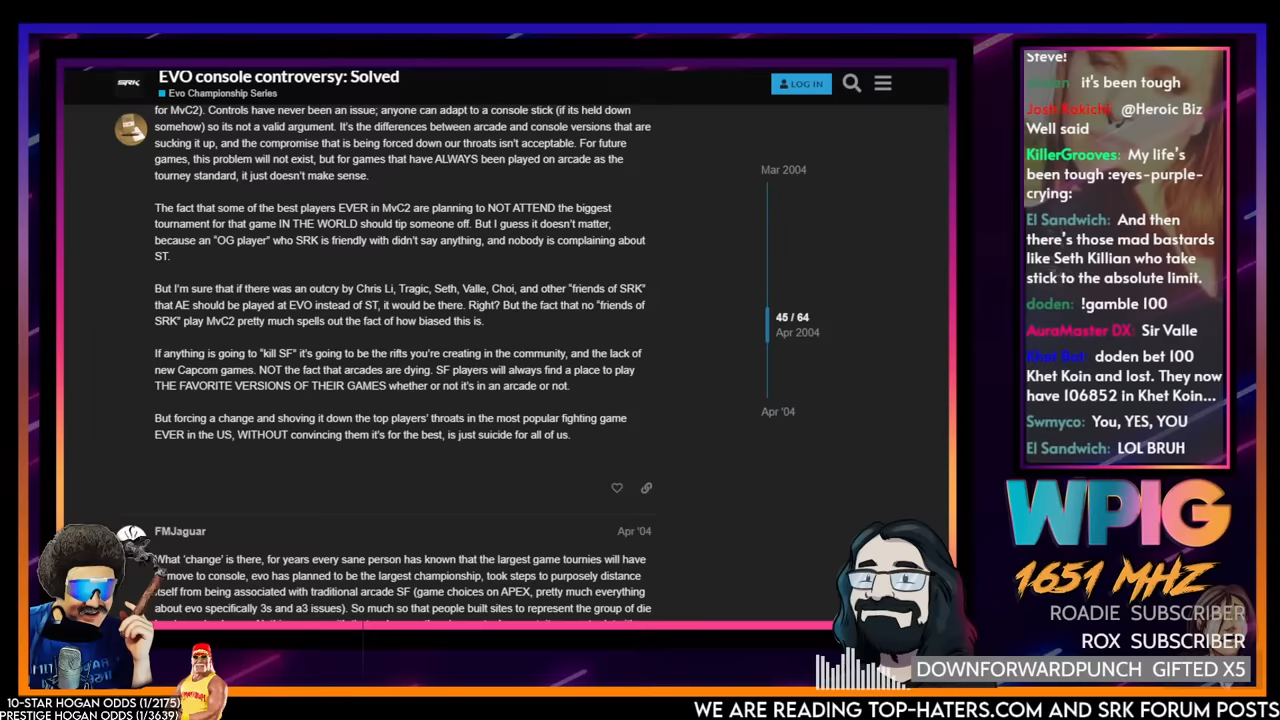 EVO console controversy: Solved
Evo Championship Series
SRK
LOG IN
for MvC2). Controls have never been an issue; anyone can adapt to a console stick (if its held down
somehow) so its not a valid argument. It's the differences between arcade and console versions that are
sucking it up, and the compromise that is being forced down our throats isn't acceptable. For future
games, this problem will not exist, but for games that have ALWAYS been played on arcade as the
tourney standard, it just doesn't make sense.
The fact that some of the best players EVER in MvC2 are planning to NOT ATTEND the biggest
tournament for that game IN THE WORLD should tip someone off. But I guess it doesn't matter,
because an "OG player" who SRK is friendly with didn't say anything, and nobody is complaining about
ST.
But I'm sure that if there was an outcry by Chris Li, Tragic, Seth, Valle, Choi, and other "friends of SRK"
that AE should be played at EVO instead of ST, it would be there. Right? But the fact that no "friends of
SRK" play MvC2 pretty much spells out the fact of how biased this is.
If anything is going to "kill SF" it's going to be the rifts you're creating in the community, and the lack of
new Capcom games. NOT the fact that arcades are dying. SF players will always find a place to play
THE FAVORITE VERSIONS OF THEIR GAMES whether or not it's in an arcade or not.
But forcing a change and shoving it down the top players' throats in the most popular fighting game
EVER in the US, WITHOUT convincing them it's for the best, is just suicide for all of us.
Mar 2004
45 / 64
Apr 2004
Apr '04
FMJaguar
Apr '04
What 'change' is there, for years every sane person has known that the largest game tournies will have
move to console, evo has planned to be the largest championship, took steps to purposely distance
itself from being associated with traditional arcade SF (game choices on APEX, pretty much everything
about evo specifically 3s and a3 issues). So much so that people built sites to represent the group of die
Steve!
doden it's been tough
Josh Kokichi: @Heroic Biz
Well said
KillerGrooves: My life's
been tough :eyes-purple-
crying:
El Sandwich: And then
there's those mad bastards
like Seth Killian who take
stick to the absolute limit.
doden: !gamble 100
AuraMaster DX: Sir Valle
Khet Bot: doden bet 100
Khet Koin and lost. They now
have 106852 in Khet Koin...
Swmyco: You, YES, YOU
El Sandwich: LOL BRUH
WPIG
1651 MHZ
ROADIE SUBSCRIBER
ROX SUBSCRIBER
DOWNFORWARDPUNCH GIFTED X5
10-STAR HOGAN ODDS (1/2175)
PRESTIGE HOGAN ODDS (1/3639)
WE ARE READING TOP-HATERS.COM AND SRK FORUM POSTS